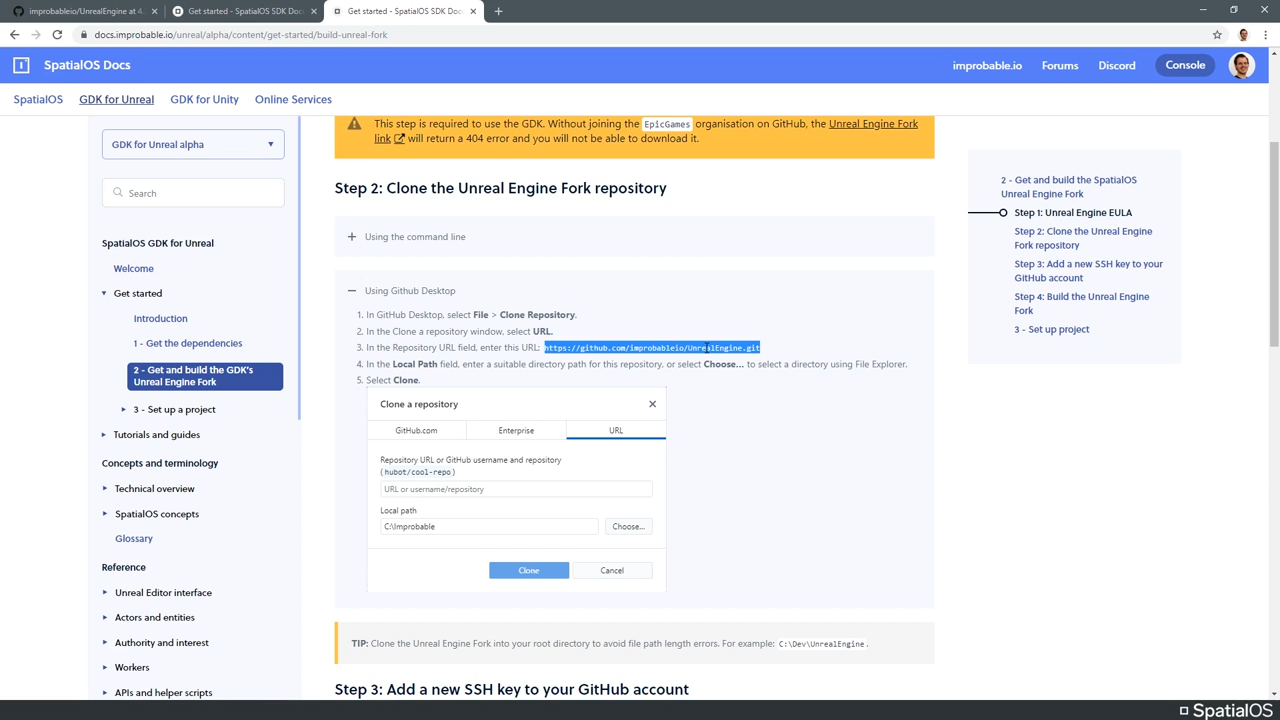 improbableio/UnrealEngine at 4.
Get started - SpatialOS SDK Doc
Get started - SpatialOS SDK Doc
docs.improbable.io/unreal/alpha/content/get-started/build-unreal-fork
SpatialOS Docs
improbable.io
Forums
Discord
Console
SpatialOS
GDK for Unreal
GDK for Unity
Online Services
GDK for Unreal alpha
Search
SpatialOS GDK for Unreal
Welcome
Get started
Introduction
1 - Get the dependencies
2 - Get and build the GDK's
Unreal Engine Fork
3 - Set up a project
Tutorials and guides
Concepts and terminology
Technical overview
SpatialOS concepts
Glossary
Reference
Unreal Editor interface
Actors and entities
Authority and interest
Workers
APIs and helper scripts
This step is required to use the GDK. Without joining the EpicGames organisation on GitHub, the Unreal Engine Fork
link will return a 404 error and you will not be able to download it.
Step 2: Clone the Unreal Engine Fork repository
Using the command line
Using Github Desktop
1. In GitHub Desktop, select File > Clone Repository.
2. In the Clone a repository window, select URL.
3. In the Repository URL field, enter this URL: https://github.com/improbableio/UnrealEngine.git
4. In the Local Path field, enter a suitable directory path for this repository, or select Choose... to select a directory using File Explorer.
5. Select Clone.
Clone a repository
GitHub.com
Enterprise
URL
Repository URL or GitHub username and repository
(hubot/cool-repo)
URL or username/repository
Local path
C:\Improbable
Choose...
Clone
Cancel
TIP: Clone the Unreal Engine Fork into your root directory to avoid file path length errors. For example: C:\Dev\UnrealEngine.
Step 3: Add a new SSH key to your GitHub account
2 - Get and build the SpatialOS
Unreal Engine Fork
Step 1: Unreal Engine EULA
Step 2: Clone the Unreal Engine
Fork repository
Step 3: Add a new SSH key to your
GitHub account
Step 4: Build the Unreal Engine
Fork
3 - Set up project
SpatialOS